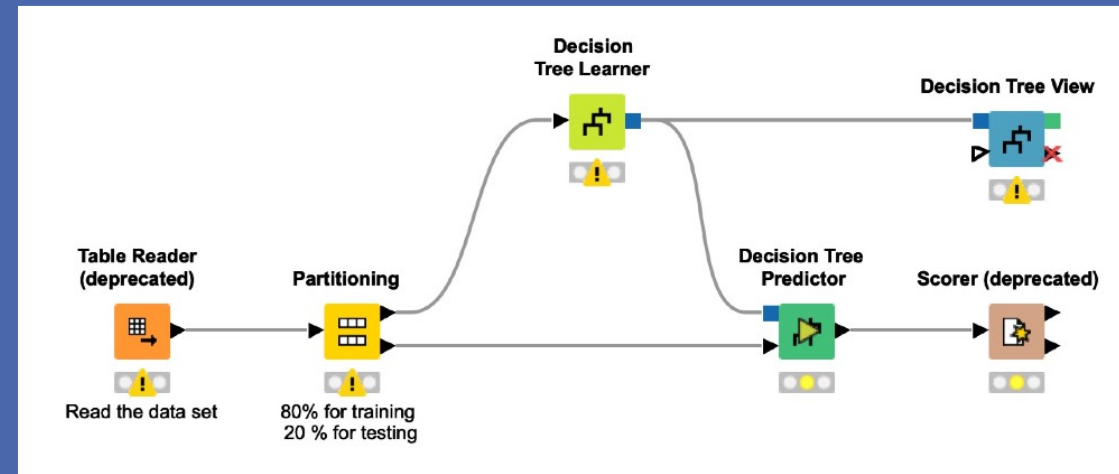 Decision
Tree Learner
Decision Tree View
Table Reader
(deprecated)
Partitioning
Decision Tree
Predictor
Scorer (deprecated)
Read the data set
80% for training
20 % for testing